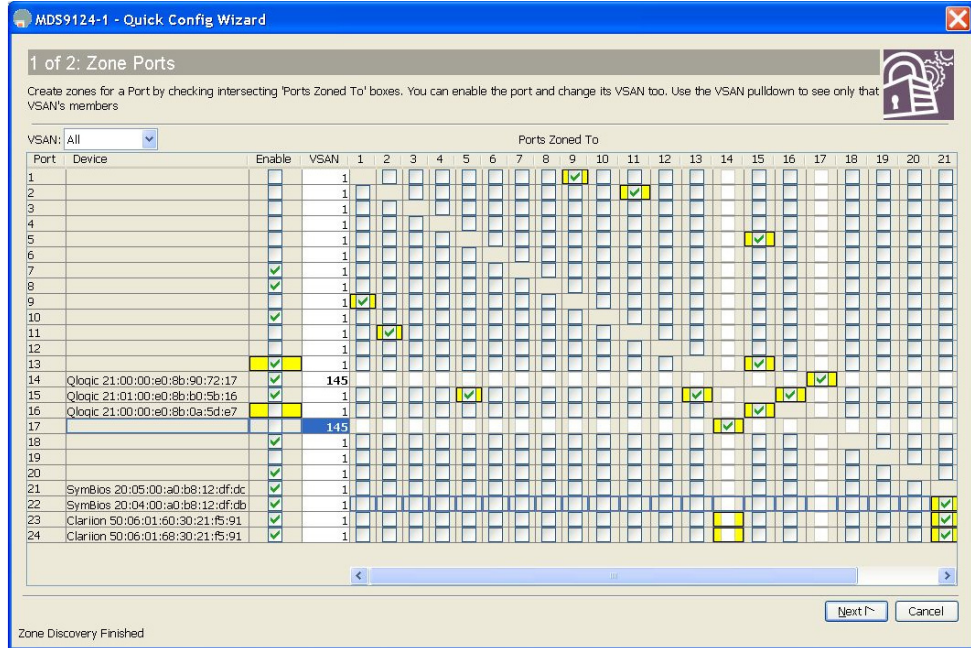 MDS9124-1 - Quick Config Wizard
1 of 2: Zone Ports
Create zones for a Port by checking intersecting 'Ports Zoned To' boxes. You can enable the port and change its VSAN too. Use the VSAN pulldown to see only that
VSAN's members
VSAN: All
Ports Zoned To
Port Device Enable VSAN 1 2 3 4 5 6 7 8 9 10 11 12 13 14 15 16 17 18 19 20 21
1 1
2 1
3 1
4 1
5 1
6 1
7 1
8 1
9 1
10 1
11 1
12 1
13 1
14 Qlogic 21:00:00:e0:8b:90:72:17 145
15 Qlogic 21:01:00:e0:8b:b0:5b:16 1
16 Qlogic 21:00:00:e0:8b:0a:5d:e7 1
17 145
18 1
19 1
20 1
21 SymBios 20:05:00:a0:b8:12:df:dc 1
22 SymBios 20:04:00:a0:b8:12:df:db 1
23 Clariion 50:06:01:60:30:21:f5:91 1
24 Clariion 50:06:01:68:30:21:f5:91 1
Next Cancel
Zone Discovery Finished